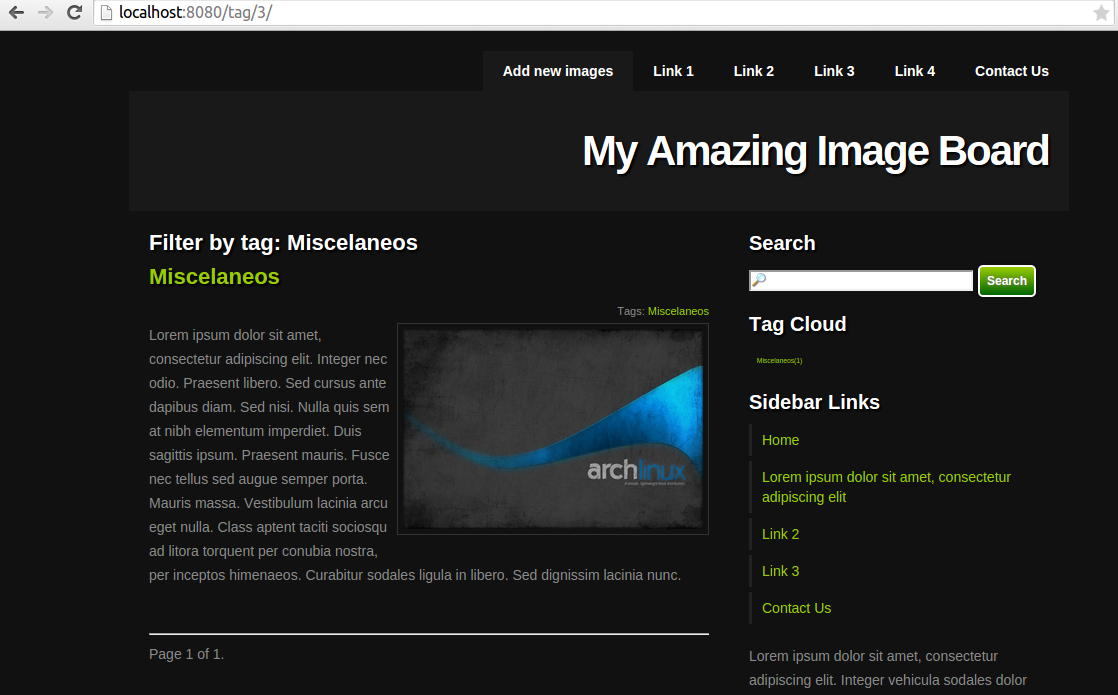 localhost:8080/tag/3/
Add new images
Link 1
Link 2
Link 3
Link 4
Contact Us
My Amazing Image Board
Filter by tag: Miscelaneos
Miscelaneos
Tags: Miscelaneos
Lorem ipsum dolor sit amet,
consectetur adipiscing elit. Integer nec
odio. Praesent libero. Sed cursus ante
dapibus diam. Sed nisi. Nulla quis sem
at nibh elementum imperdiet. Duis
sagittis ipsum. Praesent mauris. Fusce
nec tellus sed augue semper porta.
Mauris massa. Vestibulum lacinia arcu
eget nulla. Class aptent taciti sociosqu
ad litora torquent per conubia nostra,
per inceptos himenaeos. Curabitur sodales ligula in libero. Sed dignissim lacinia nunc.
archlinux
Page 1 of 1.
Search
Search
Tag Cloud
Miscelaneos(1)
Sidebar Links
Home
Lorem ipsum dolor sit amet, consectetur
adipiscing elit
Link 2
Link 3
Contact Us
Lorem ipsum dolor sit amet, consectetur
adipiscing elit. Integer vehicula sodales dolor